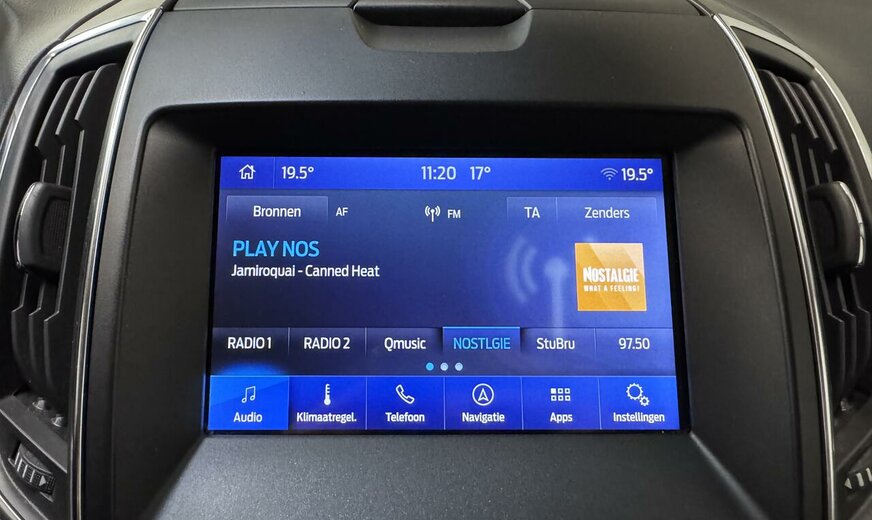 19.5° 11:20 17° 19.5°
Bronnen AF FM TA Zenders
PLAY NOS
Jamiroquai - Canned Heat
NOSTALGIE
WHAT A FEELING!
RADIO 1 RADIO 2 Qmusic NOSTLGIE StuBru 97.50
Audio Klimaatregel. Telefoon Navigatie Apps Instellingen